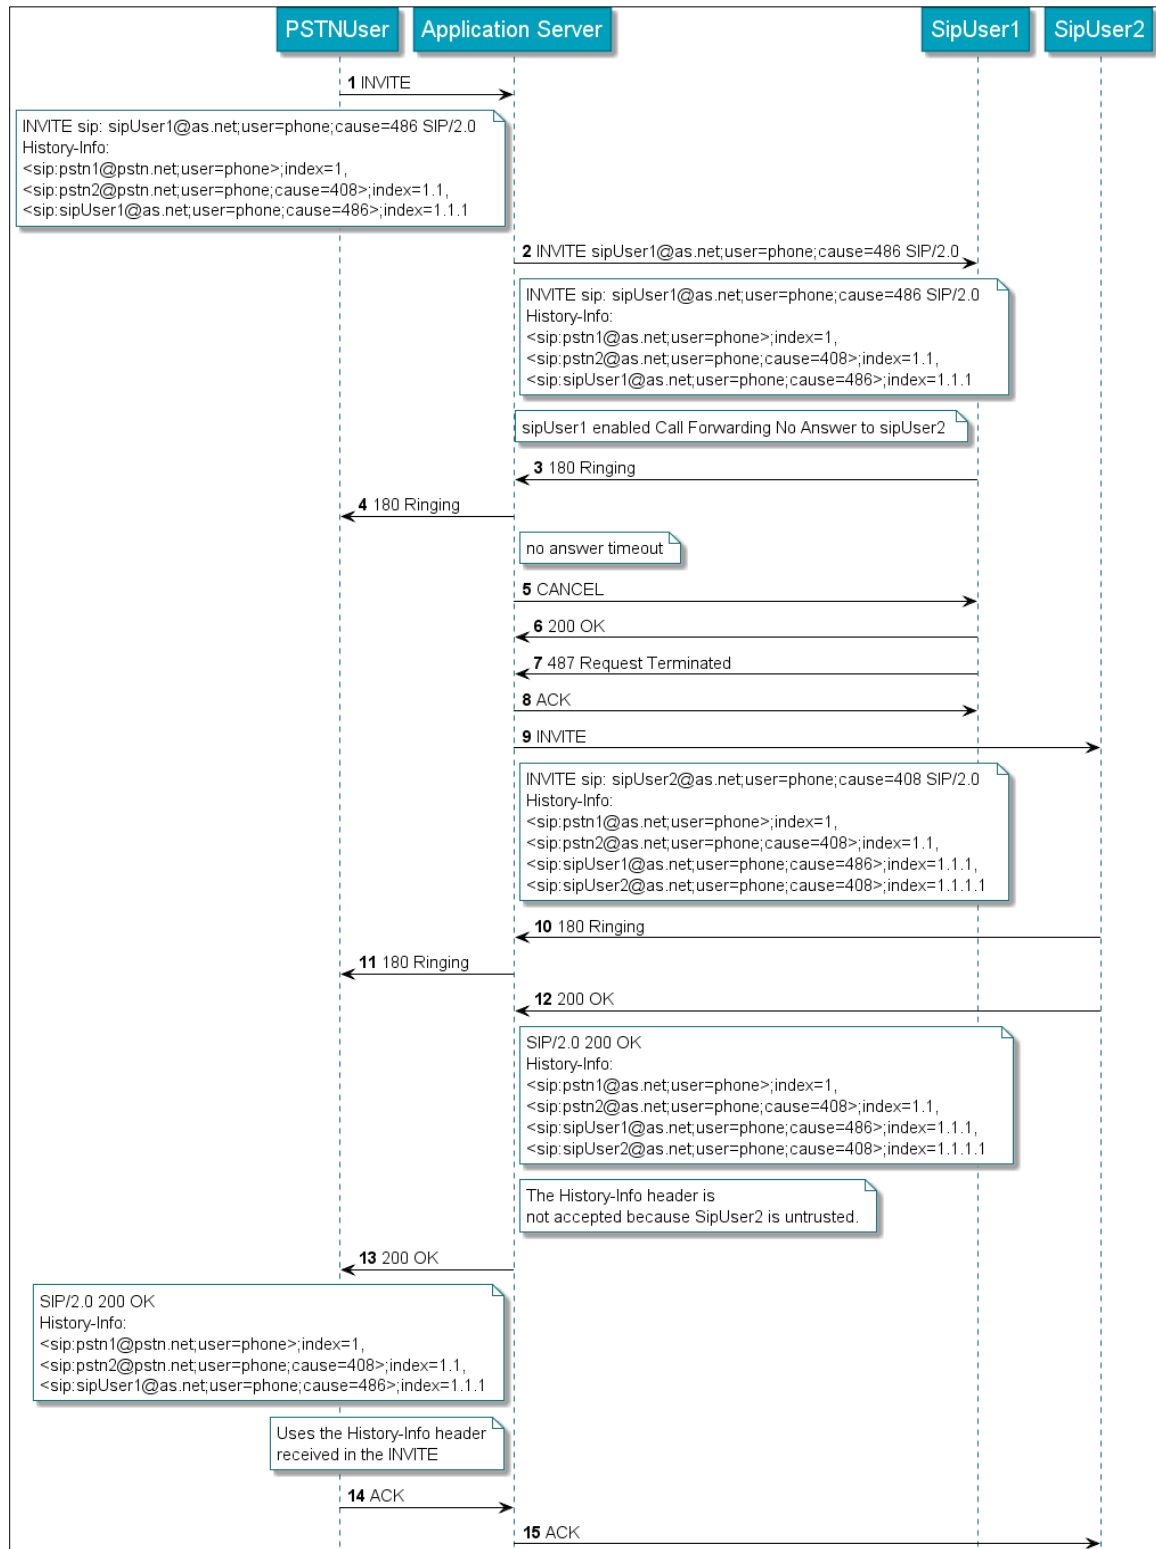 PSTNUser
Application Server
SipUser1
SipUser2
1 INVITE
INVITE sip: sipUser1@as.net;user=phone;cause=486 SIP/2.0
History-Info:
<sip:pstn1@pstn.net;user=phone>;index=1,
<sip:pstn2@pstn.net;user=phone;cause=408>;index=1.1,
<sip:sipUser1@as.net;user=phone;cause=486>;index=1.1.1
2 INVITE sipUser1@as.net;user=phone;cause=486 SIP/2.0
INVITE sip: sipUser1@as.net;user=phone;cause=486 SIP/2.0
History-Info:
<sip:pstn1@as.net;user=phone>;index=1,
<sip:pstn2@as.net;user=phone;cause=408>;index=1.1,
<sip:sipUser1@as.net;user=phone;cause=486>;index=1.1.1
sipUser1 enabled Call Forwarding No Answer to sipUser2
3 180 Ringing
4 180 Ringing
no answer timeout
5 CANCEL
6 200 OK
7 487 Request Terminated
8 ACK
9 INVITE
INVITE sip: sipUser2@as.net;user=phone;cause=408 SIP/2.0
History-Info:
<sip:pstn1@as.net;user=phone>;index=1,
<sip:pstn2@as.net;user=phone;cause=408>;index=1.1,
<sip:sipUser1@as.net;user=phone;cause=486>;index=1.1.1,
<sip:sipUser2@as.net;user=phone;cause=408>;index=1.1.1.1
10 180 Ringing
11 180 Ringing
12 200 OK
SIP/2.0 200 OK
History-Info:
<sip:pstn1@as.net;user=phone>;index=1,
<sip:pstn2@as.net;user=phone;cause=408>;index=1.1,
<sip:sipUser1@as.net;user=phone;cause=486>;index=1.1.1,
<sip:sipUser2@as.net;user=phone;cause=408>;index=1.1.1.1
The History-Info header is
not accepted because SipUser2 is untrusted.
13 200 OK
SIP/2.0 200 OK
History-Info:
<sip:pstn1@pstn.net;user=phone>;index=1,
<sip:pstn2@pstn.net;user=phone;cause=408>;index=1.1,
<sip:sipUser1@as.net;user=phone;cause=486>;index=1.1.1
Uses the History-Info header
received in the INVITE
14 ACK
15 ACK